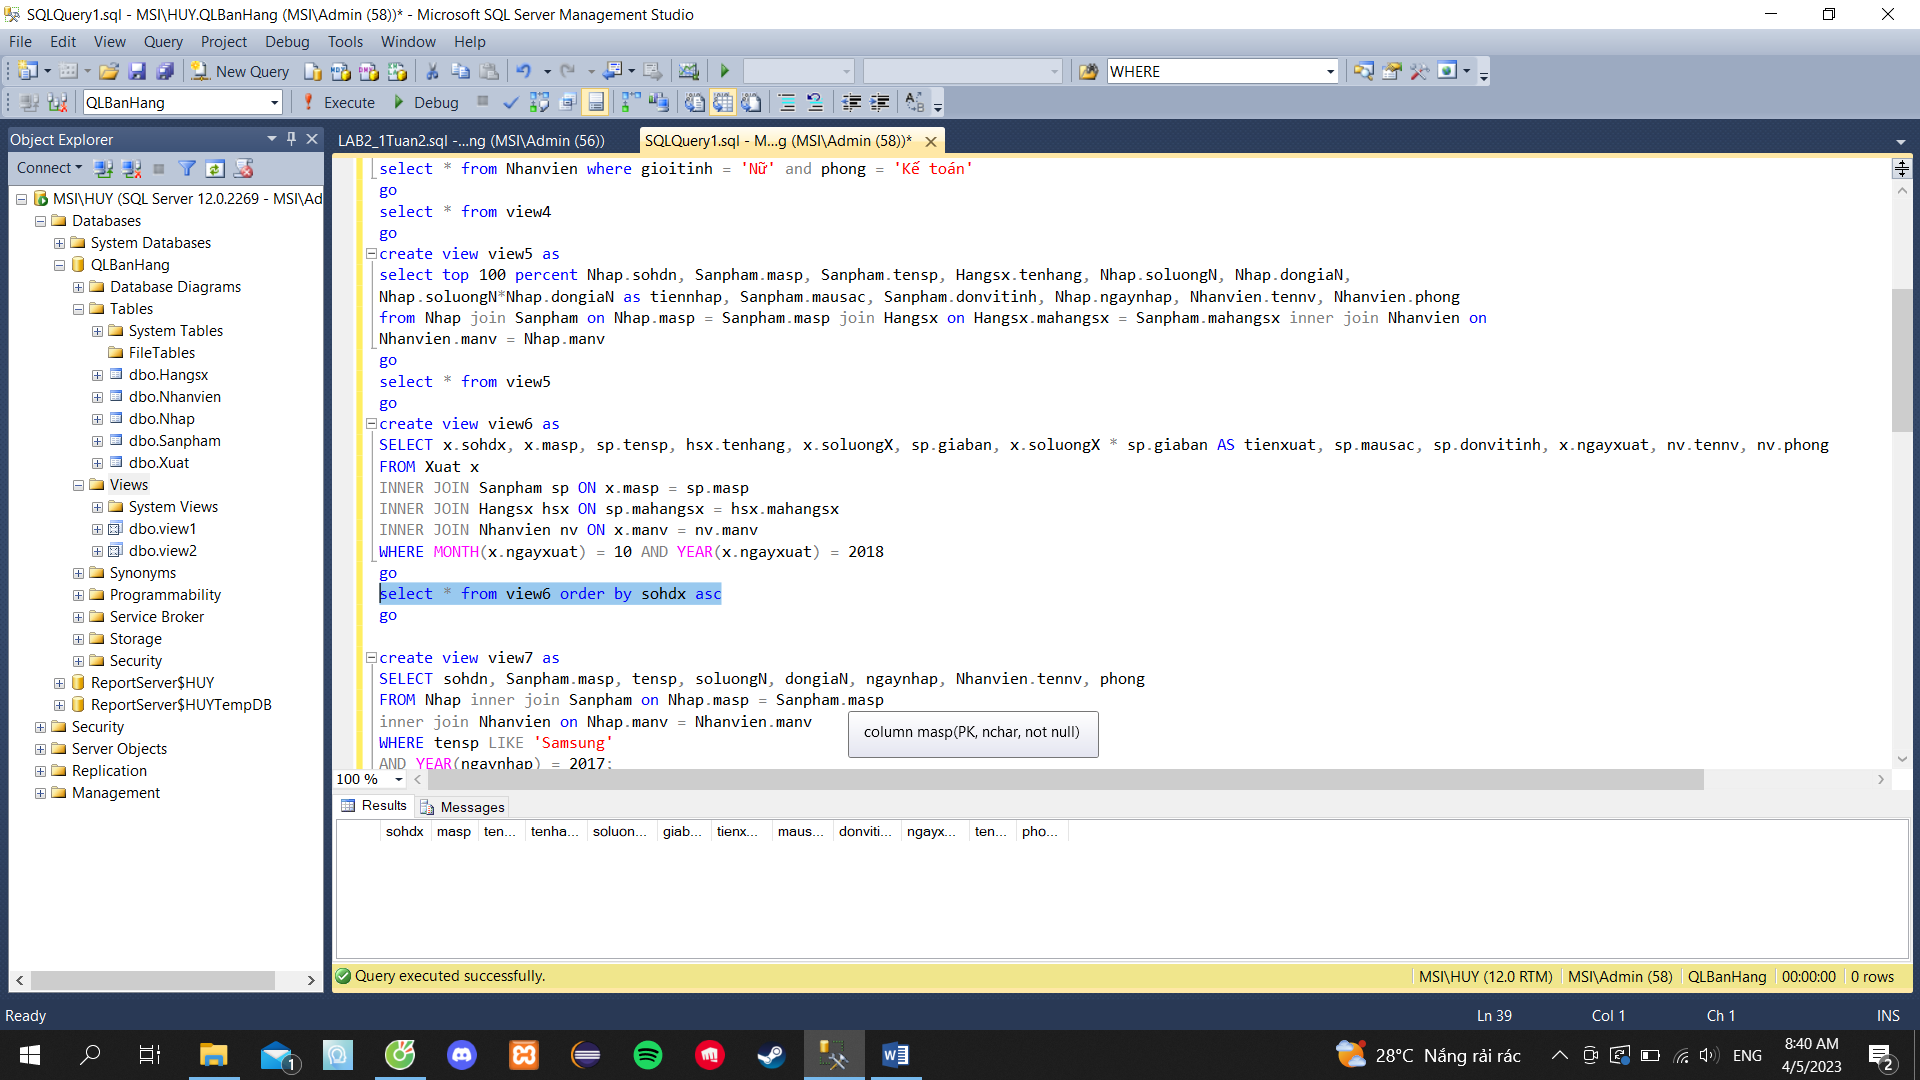 SQLQuery1.sql - MSI\HUY.QLBanHang (MSI\Admin (58))* - Microsoft SQL Server Management Studio
File Edit View Query Project Debug Tools Window Help
New Query WHERE
QLBanHang Execute Debug
Object Explorer
LAB2_1Tuan2.sql -...ng (MSI\Admin (56)) SQLQuery1.sql - M...g (MSI\Admin (58))*
Connect
MSI\HUY (SQL Server 12.0.2269 - MSI\Ad
Databases
System Databases
QLBanHang
Database Diagrams
Tables
System Tables
FileTables
dbo.Hangsx
dbo.Nhanvien
dbo.Nhap
dbo.Sanpham
dbo.Xuat
Views
System Views
dbo.view1
dbo.view2
Synonyms
Programmability
Service Broker
Storage
Security
ReportServer$HUY
ReportServer$HUYTempDB
Security
Server Objects
Replication
Management
select * from Nhanvien where gioitinh = 'Nữ' and phong = 'Kế toán'
go
select * from view4
go
create view view5 as
select top 100 percent Nhap.sohdn, Sanpham.masp, Sanpham.tensp, Hangsx.tenhang, Nhap.soluongN, Nhap.dongiaN,
Nhap.soluongN*Nhap.dongiaN as tiennhap, Sanpham.mausac, Sanpham.donvitinh, Nhap.ngaynhap, Nhanvien.tennv, Nhanvien.phong
from Nhap join Sanpham on Nhap.masp = Sanpham.masp join Hangsx on Hangsx.mahangsx = Sanpham.mahangsx inner join Nhanvien on
Nhanvien.manv = Nhap.manv
go
select * from view5
go
create view view6 as
SELECT x.sohdx, x.masp, sp.tensp, hsx.tenhang, x.soluongX, sp.giaban, x.soluongX * sp.giaban AS tienxuat, sp.mausac, sp.donvitinh, x.ngayxuat, nv.tennv, nv.phong
FROM Xuat x
INNER JOIN Sanpham sp ON x.masp = sp.masp
INNER JOIN Hangsx hsx ON sp.mahangsx = hsx.mahangsx
INNER JOIN Nhanvien nv ON x.manv = nv.manv
WHERE MONTH(x.ngayxuat) = 10 AND YEAR(x.ngayxuat) = 2018
go
select * from view6 order by sohdx asc
go
create view view7 as
SELECT sohdn, Sanpham.masp, tensp, soluongN, dongiaN, ngaynhap, Nhanvien.tennv, phong
FROM Nhap inner join Sanpham on Nhap.masp = Sanpham.masp
inner join Nhanvien on Nhap.manv = Nhanvien.manv
column masp(PK, nchar, not null)
WHERE tensp LIKE 'Samsung'
AND YEAR(ngaynhap) = 2017;
100 %
Results Messages
sohdx masp ten... tenha... soluon... giab... tienx... maus... donviti... ngayx... ten... pho...
Query executed successfully. MSI\HUY (12.0 RTM) MSI\Admin (58) QLBanHang 00:00:00 0 rows
Ready Ln 39 Col 1 Ch 1 INS
1 28°C Nắng rải rác ENG 8:40 AM
4/5/2023 2